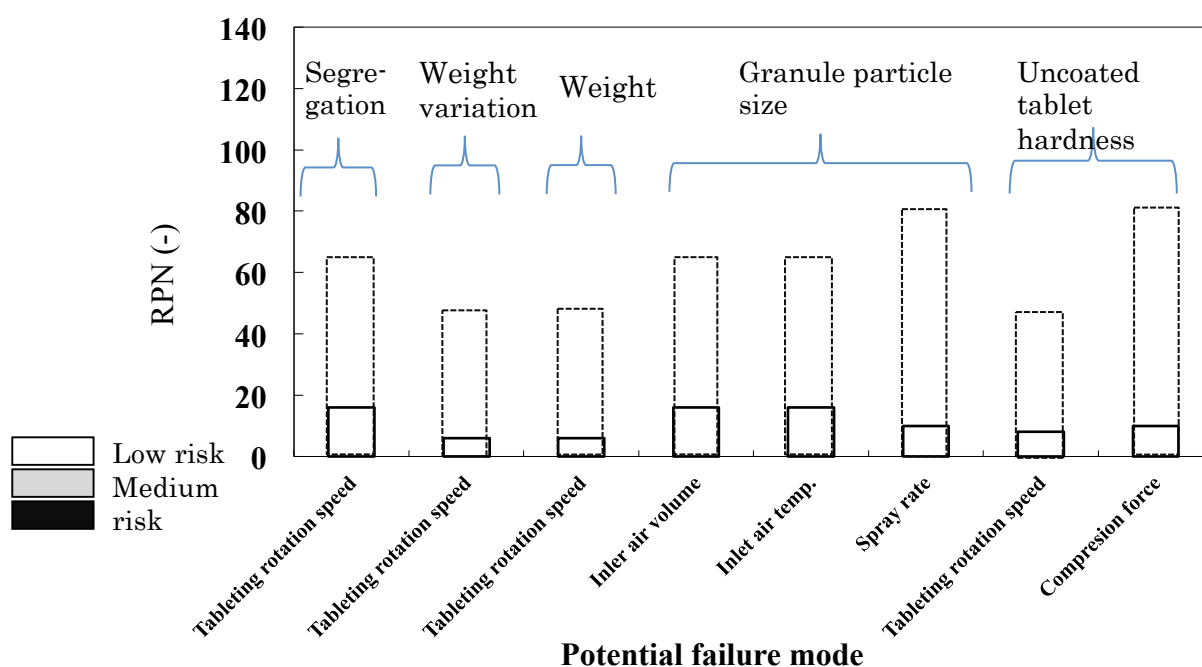 140
120
100
80
60
40
20
0
RPN (-)
Segre-
gation
Weight
variation
Weight
Granule particle
size
Uncoated
tablet
hardness
Low risk
Medium
risk
Tableting rotation speed
Tableting rotation speed
Tableting rotation speed
Inler air volume
Inlet air temp.
Spray rate
Tableting rotation speed
Compresion force
Potential failure mode